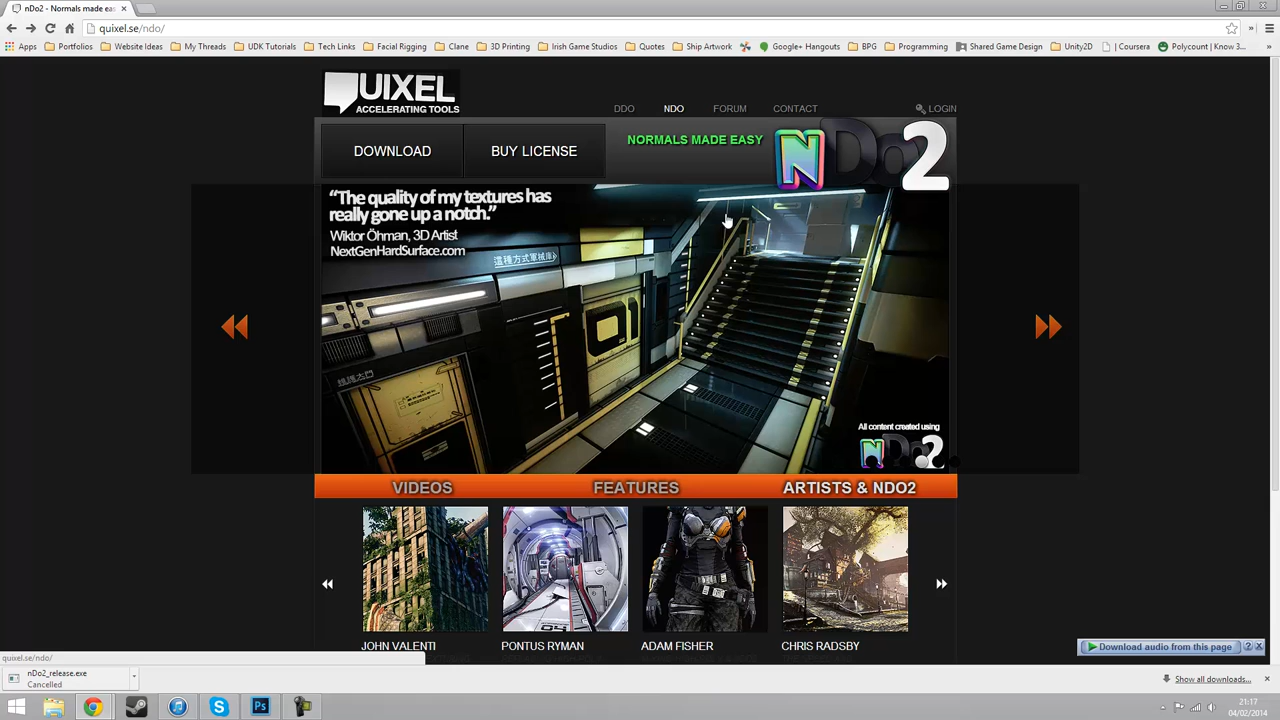 nDo2 - Normals made eas
quixel.se/ndo/
Apps Portfolios Website Ideas My Threads UDK Tutorials Tech Links Facial Rigging Clane 3D Printing Irish Game Studios Quotes Ship Artwork Google+ Hangouts BPG Programming Shared Game Design Unity2D | Coursera Polycount | Know 3...
UIXEL
ACCELERATING TOOLS
DDO NDO FORUM CONTACT LOGIN
DOWNLOAD BUY LICENSE NORMALS MADE EASY NDo2
"The quality of my textures has
really gone up a notch."
Wiktor Öhman, 3D Artist
NextGenHardSurface.com
All content created using
NDo2
VIDEOS FEATURES ARTISTS & NDO2
04
JOHN VALENTI PONTUS RYMAN ADAM FISHER CHRIS RADSBY
Download audio from this page ? X
quixel.se/ndo/
nDo2_release.exe
Cancelled
Show all downloads...
21:17
04/02/2014